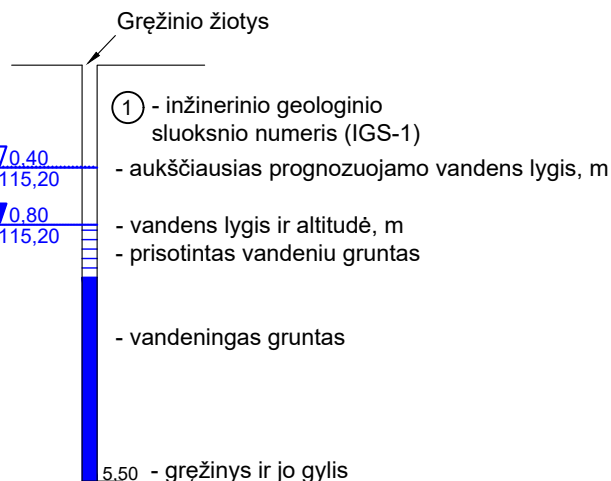 Gręžinio žiotys
1 - inžinerinio geologinio
sluoksnio numeris (IGS-1)
0,40
115,20
- aukščiausias prognozuojamo vandens lygis, m
0,80
115,20
- vandens lygis ir altitudė, m
- prisotintas vandeniu gruntas
- vandeningas gruntas
5,50 - gręžinys ir jo gylis